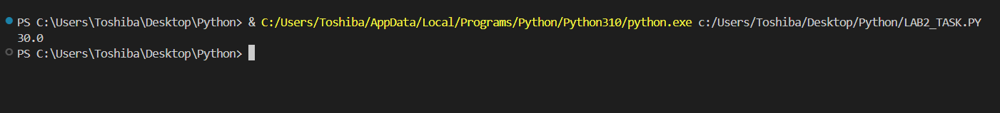 PS C:\Users\Toshiba\Desktop\Python> & C:/Users/Toshiba/AppData/Local/Programs/Python/Python310/python.exe c:/Users/Toshiba/Desktop/Python/LAB2_TASK.PY
30.0
PS C:\Users\Toshiba\Desktop\Python>